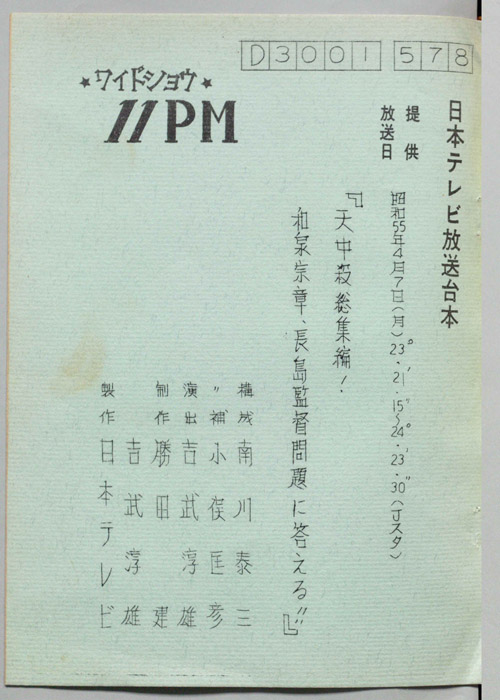 D3001 578
★ワイドショウ★
11PM
日本テレビ放送台本
提供
放送日 昭和55年4月7日(月)23°・21′・15″〜24°・23′・30″(Jスタ)
『天中殺総集編!
和泉宗章、長島監督問題に答える〃』
構成 南川泰三
〃補 小俣匡彦
演出 吉武淳雄
制作 勝田建
吉武淳雄
製作 日本テレビ